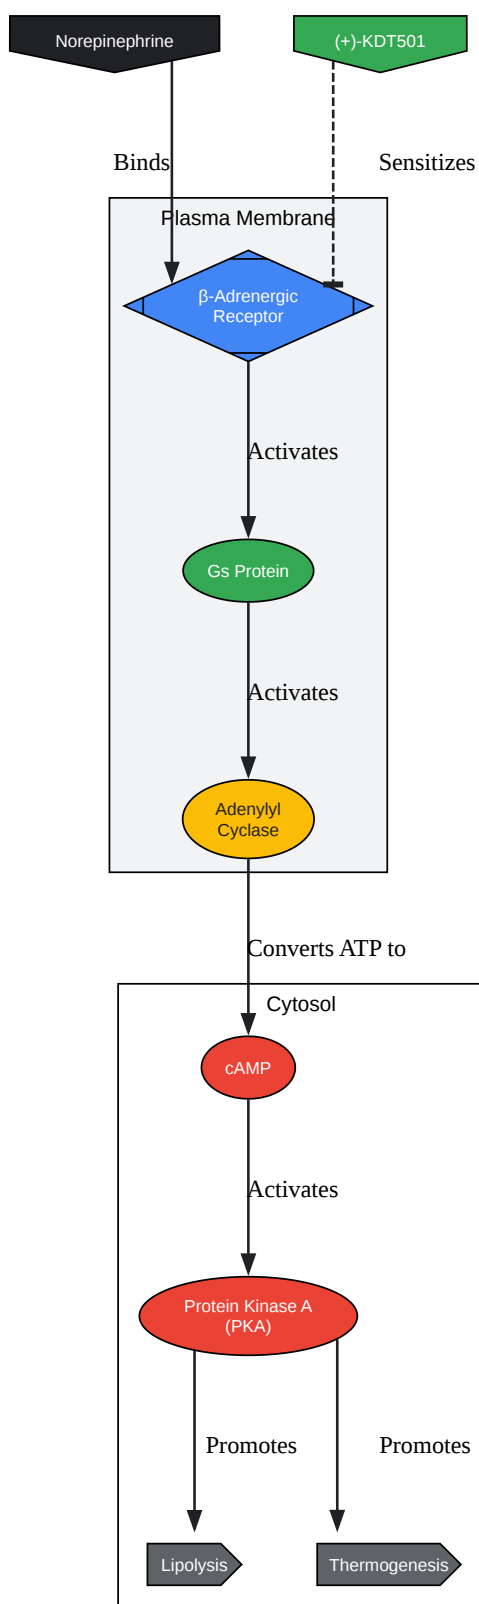 Norepinephrine
(+)-KDT501
Binds
Sensitizes
Plasma Membrane
β-Adrenergic
Receptor
Activates
Gs Protein
Activates
Adenylyl
Cyclase
Converts ATP to
Cytosol
cAMP
Activates
Protein Kinase A
(PKA)
Promotes
Promotes
Lipolysis
Thermogenesis